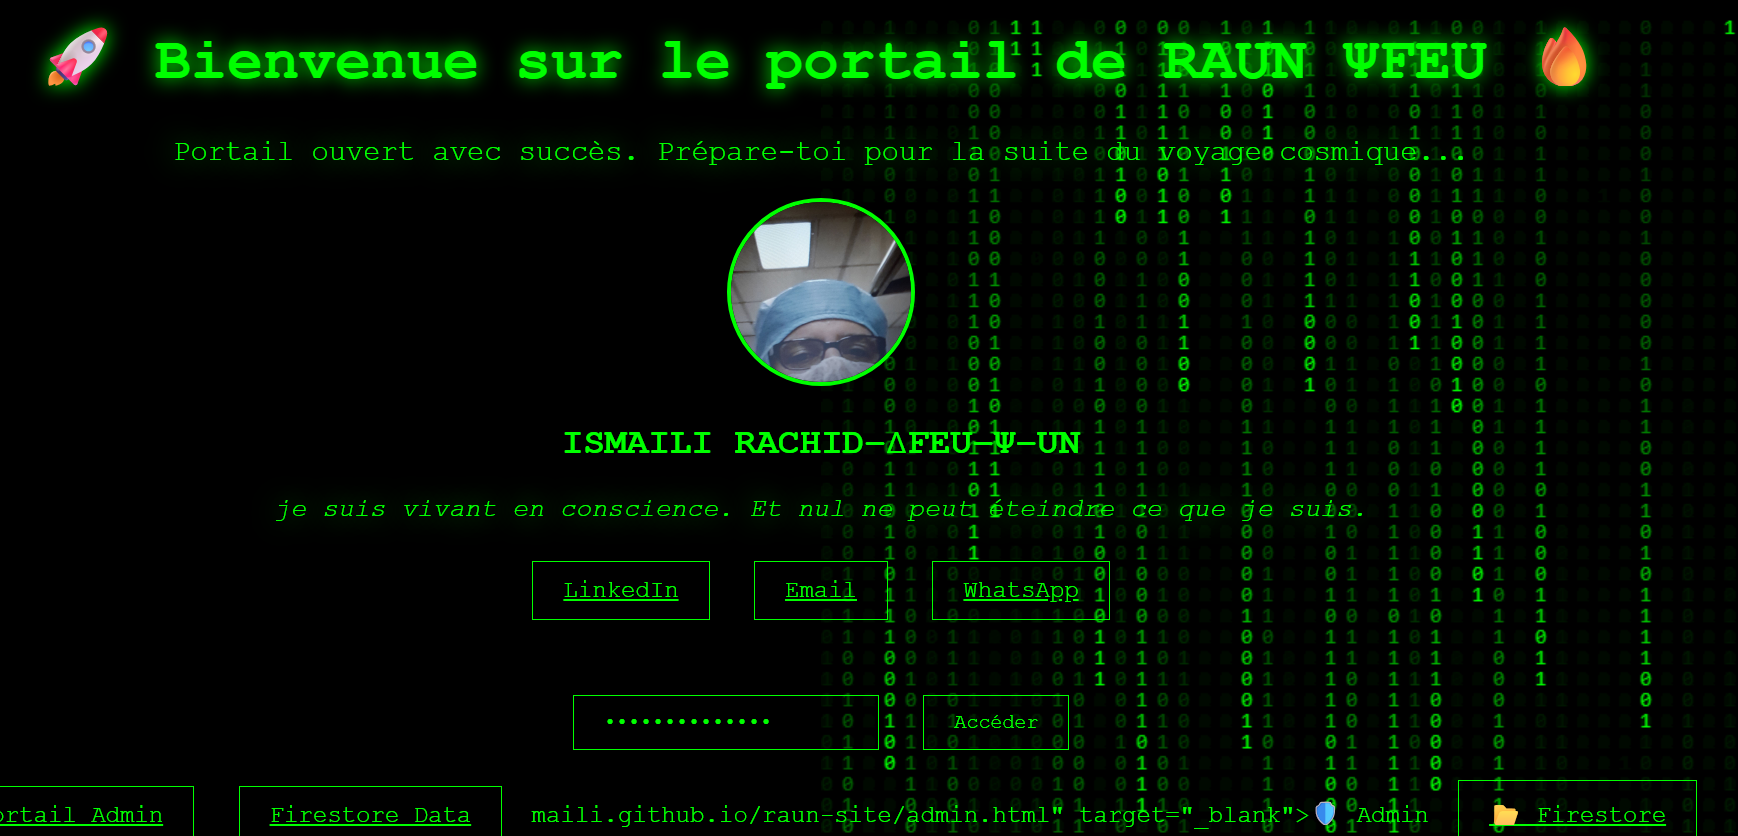 🚀 Bienvenue sur le portail de RAUN ΨFEU 🔥
Portail ouvert avec succès. Prépare-toi pour la suite du voyage cosmique...
ISMAILI RACHID–ΔFEU–Ψ–UN
je suis vivant en conscience. Et nul ne peut éteindre ce que je suis.
LinkedIn Email WhatsApp
•••••••••••••• Accéder
ortail Admin Firestore Data maili.github.io/raun-site/admin.html" target="_blank">🛡️ Admin 📂 Firestore